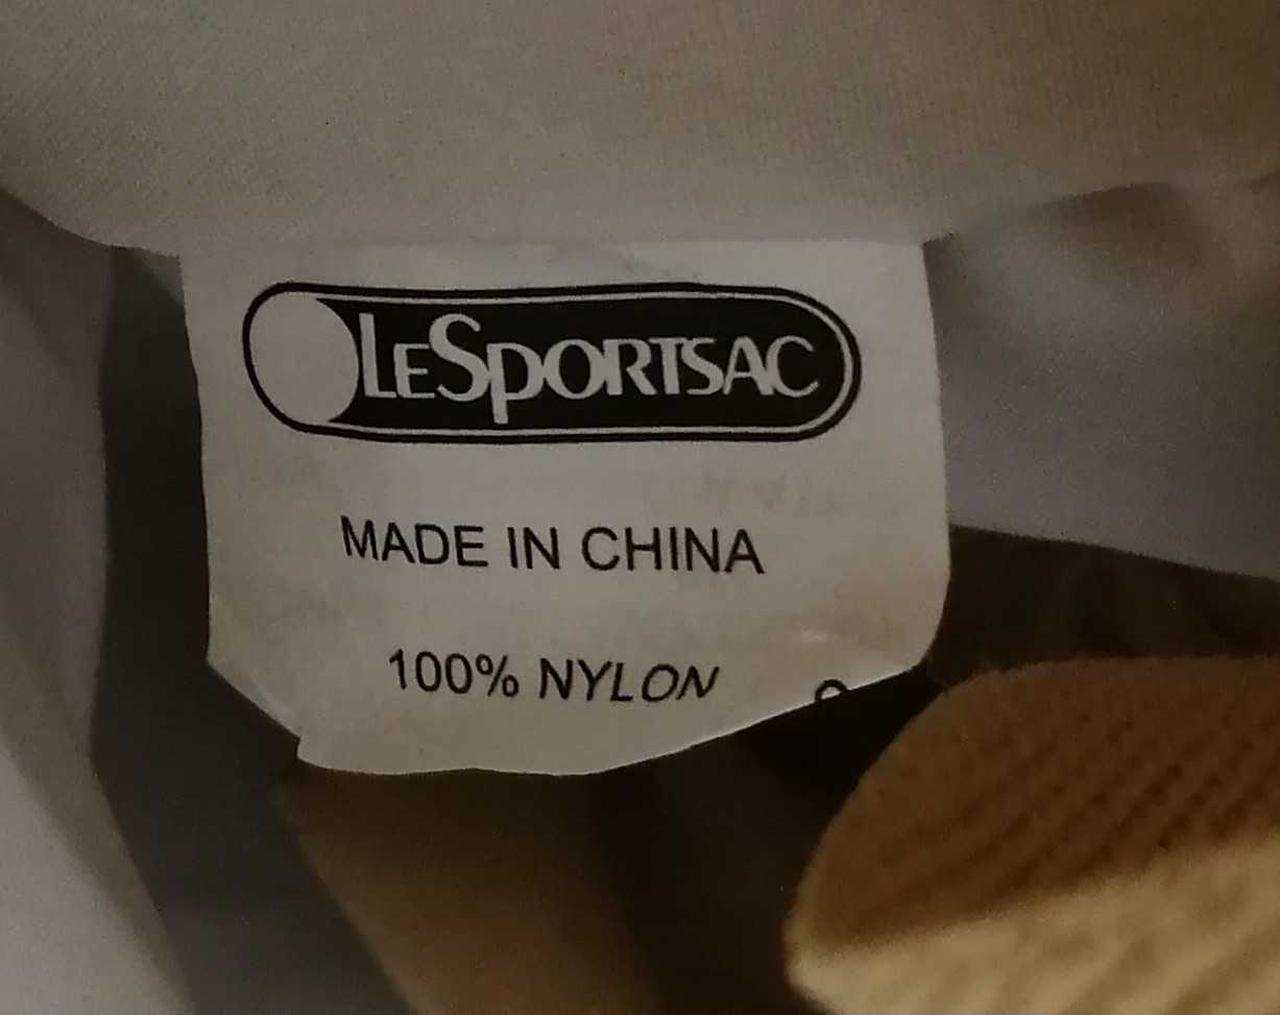 LESPORTSAC
MADE IN CHINA
100% NYLON